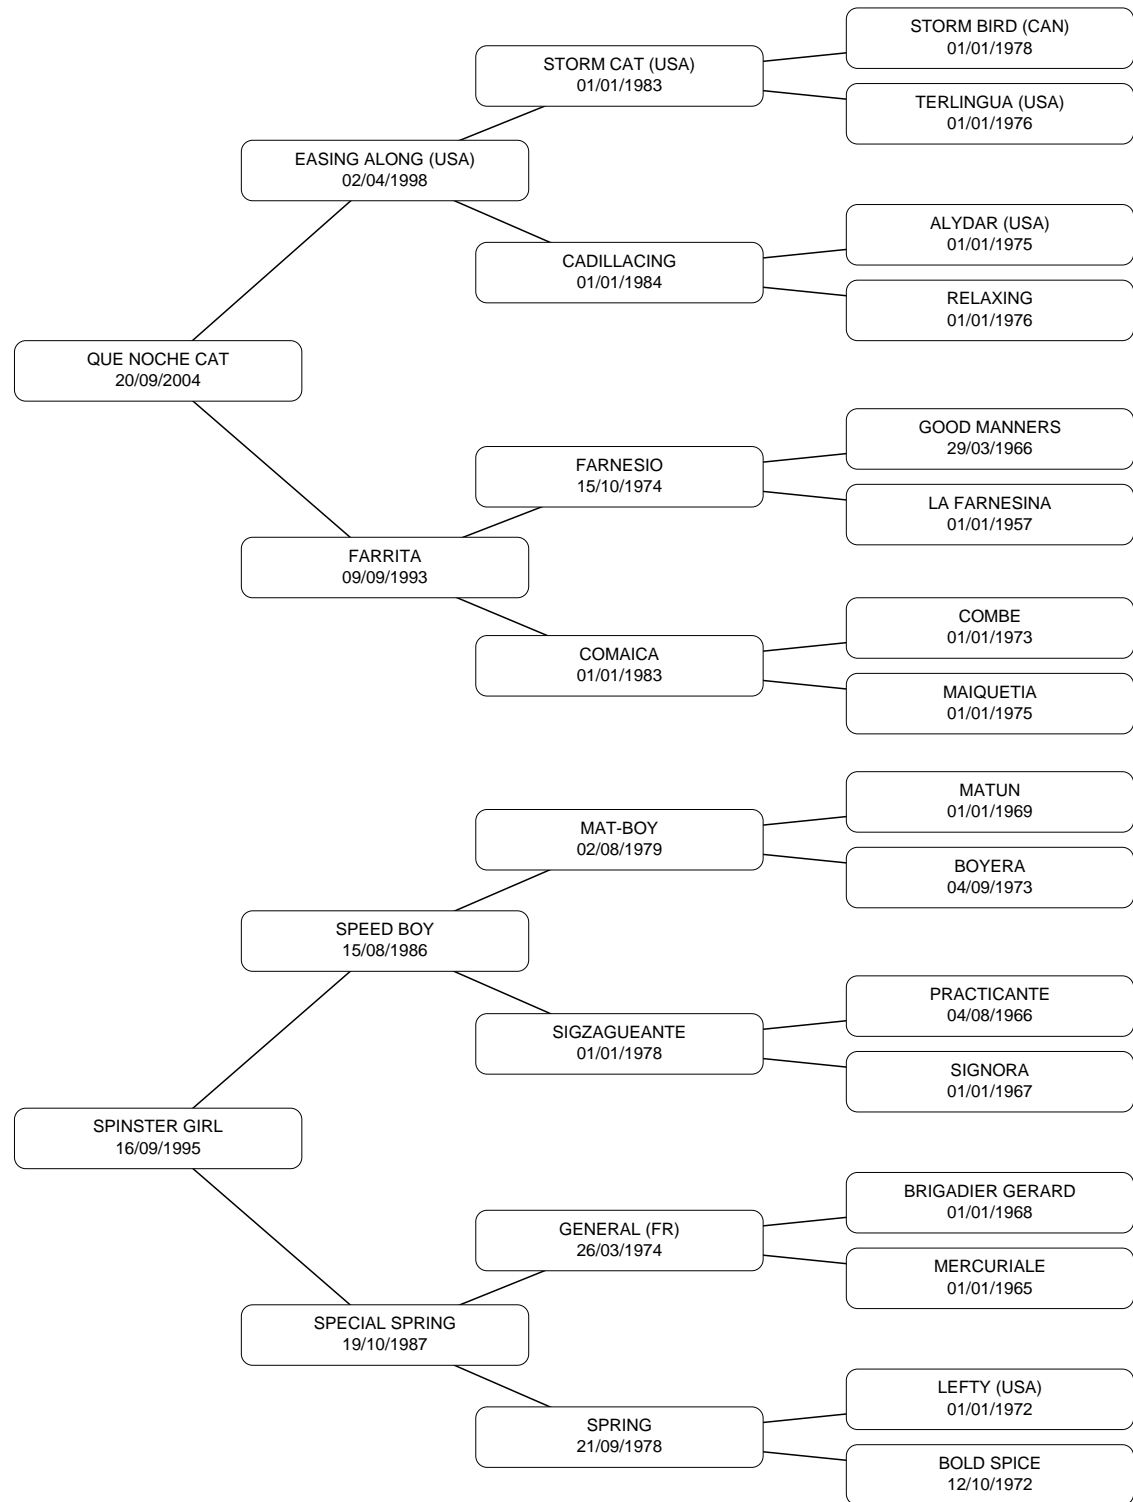 STORM BIRD (CAN)
01/01/1978
STORM CAT (USA)
01/01/1983
TERLINGUA (USA)
01/01/1976
EASING ALONG (USA)
02/04/1998
ALYDAR (USA)
01/01/1975
CADILLACING
01/01/1984
RELAXING
01/01/1976
QUE NOCHE CAT
20/09/2004
GOOD MANNERS
29/03/1966
FARNESIO
15/10/1974
LA FARNESINA
01/01/1957
FARRITA
09/09/1993
COMBE
01/01/1973
COMAICA
01/01/1983
MAIQUETIA
01/01/1975
MATUN
01/01/1969
MAT-BOY
02/08/1979
BOYERA
04/09/1973
SPEED BOY
15/08/1986
PRACTICANTE
04/08/1966
SIGZAGUEANTE
01/01/1978
SIGNORA
01/01/1967
SPINSTER GIRL
16/09/1995
BRIGADIER GERARD
01/01/1968
GENERAL (FR)
26/03/1974
MERCURIALE
01/01/1965
SPECIAL SPRING
19/10/1987
LEFTY (USA)
01/01/1972
SPRING
21/09/1978
BOLD SPICE
12/10/1972